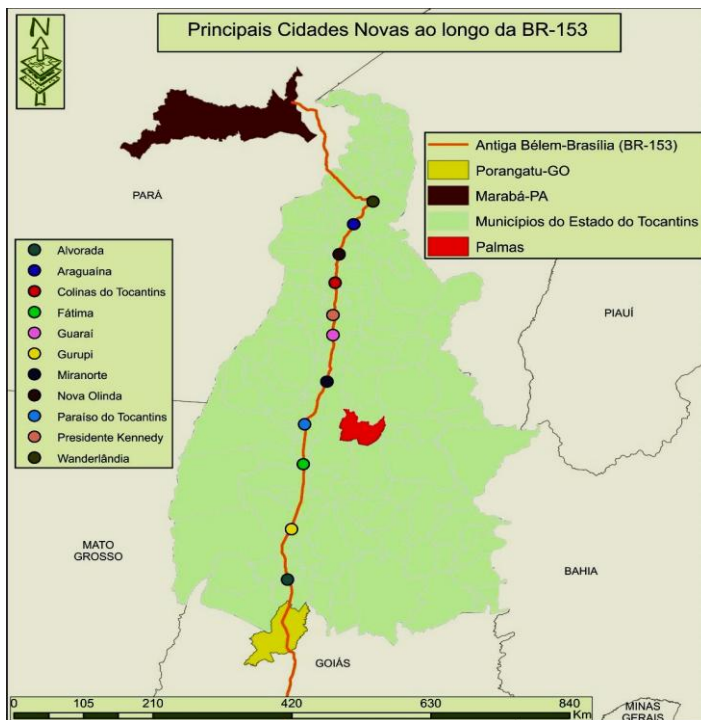 N
Principais Cidades Novas ao longo da BR-153
Antiga Bélem-Brasília (BR-153)
Porangatu-GO
Marabá-PA
Municípios do Estado do Tocantins
Palmas
PARÁ
PIAUÍ
Alvorada
Araguaína
Colinas do Tocantins
Fátima
Guaraí
Gurupi
Miranorte
Nova Olinda
Paraíso do Tocantins
Presidente Kennedy
Wanderlândia
MATO
GROSSO
BAHIA
GOIÁS
0 105 210 420 630 840
Km
MINAS
GERAIS